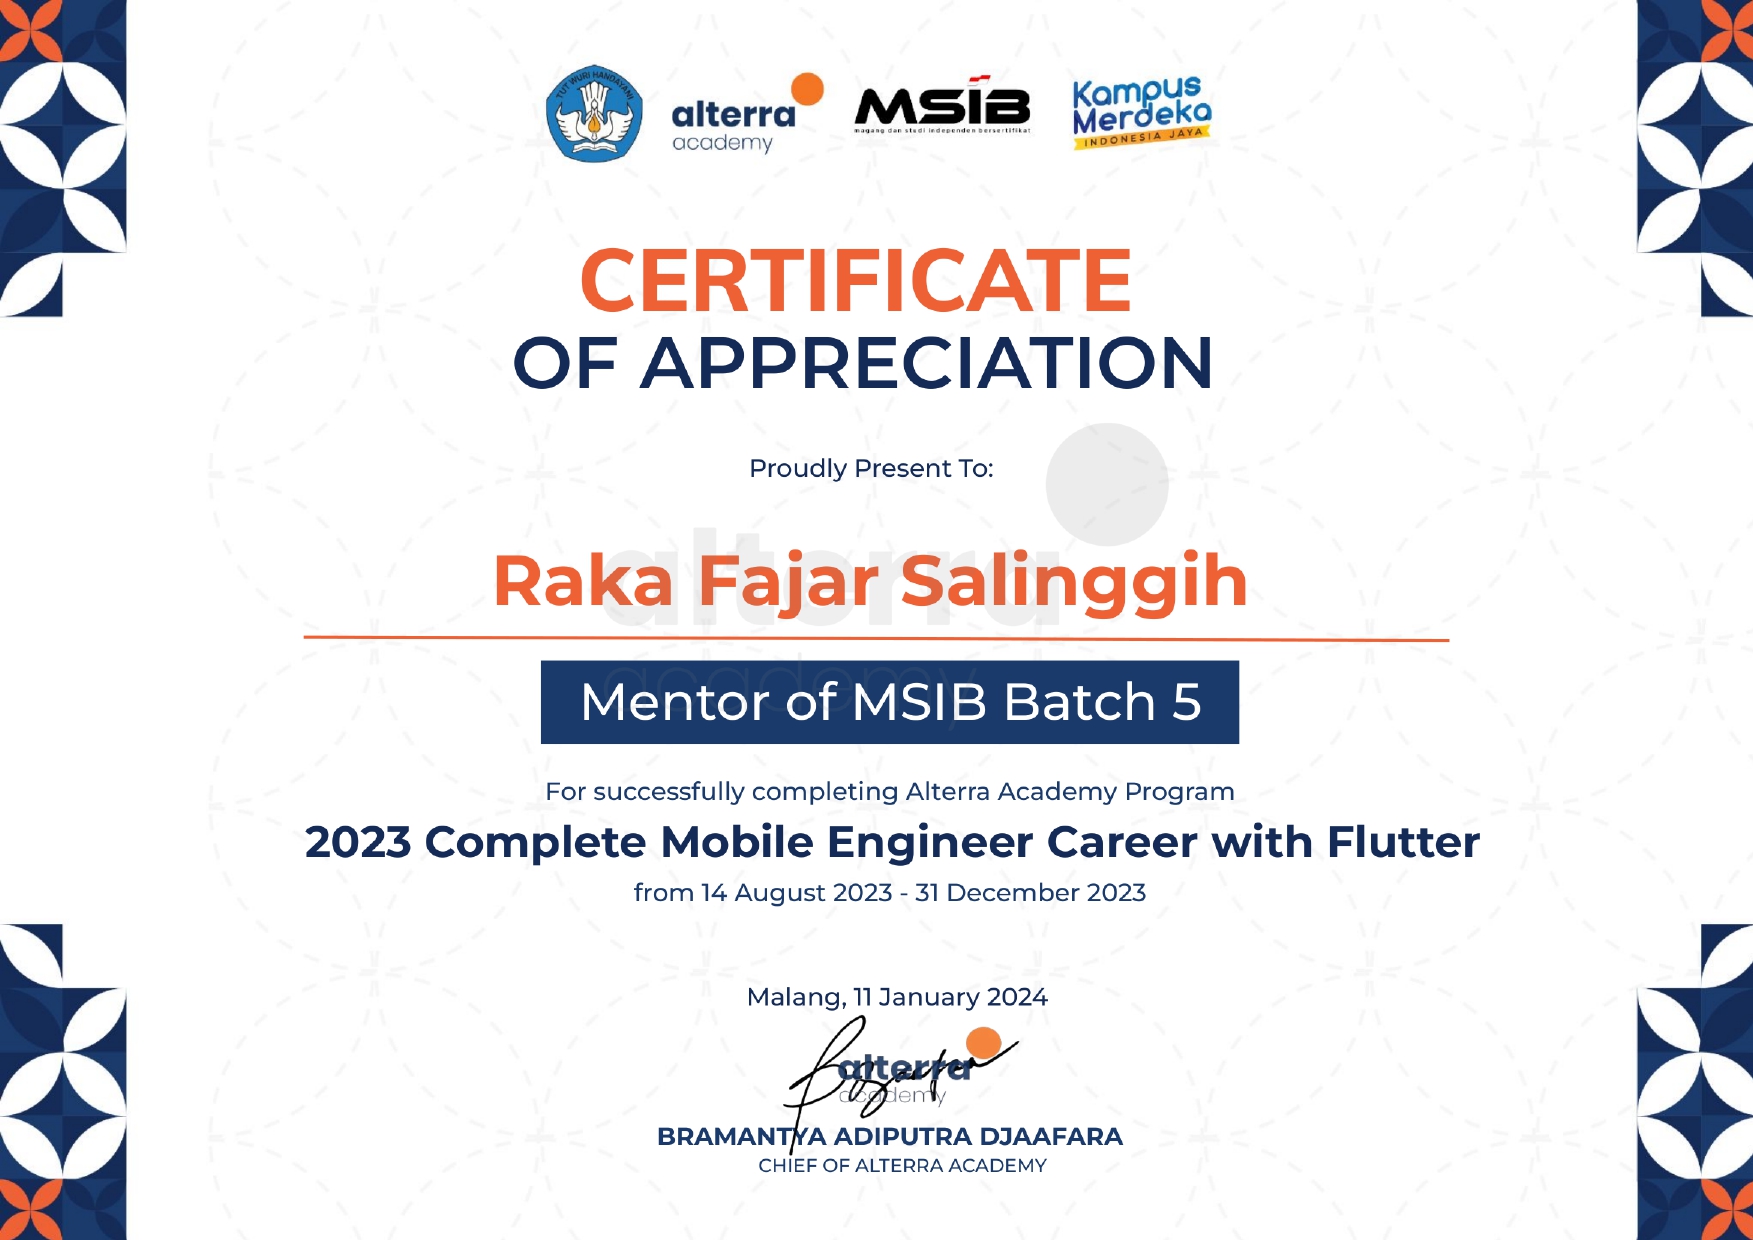 TUT WURI HANDAYANI
alterra
academy
MSIB
magang dan studi independen bersertifikat
Kampus
Merdeka
INDONESIA JAYA
CERTIFICATE
OF APPRECIATION
Proudly Present To:
alterra
Raka Fajar Salinggih
academy
Mentor of MSIB Batch 5
For successfully completing Alterra Academy Program
2023 Complete Mobile Engineer Career with Flutter
from 14 August 2023 - 31 December 2023
Malang, 11 January 2024
alterra
academy
BRAMANTYA ADIPUTRA DJAAFARA
CHIEF OF ALTERRA ACADEMY